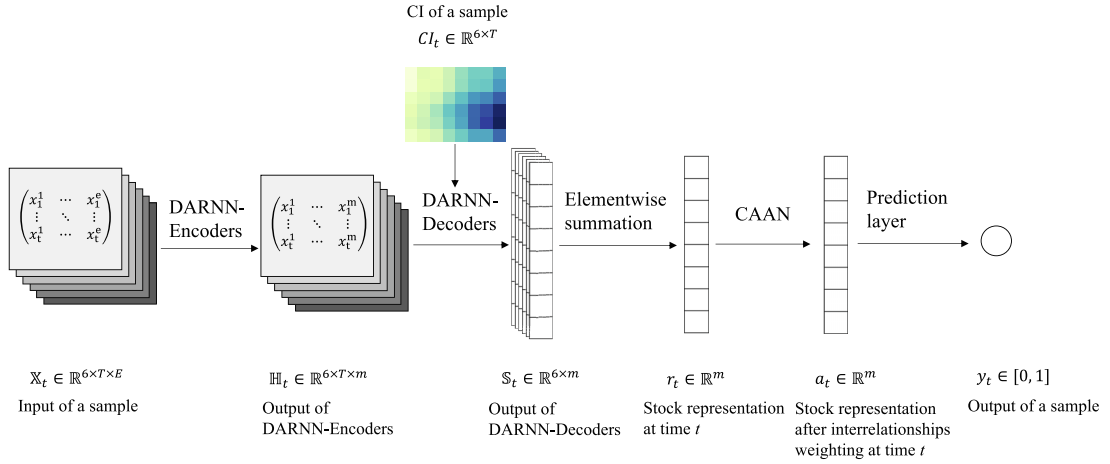 CI of a sample
CI_t ∈ ℝ^{6×T}
DARNN-
Encoders
DARNN-
Decoders
Elementwise
summation
CAAN
Prediction
layer
x_1^1 ⋯ x_1^e
⋮ ⋱ ⋮
x_t^1 ⋯ x_t^e
x_1^1 ⋯ x_1^m
⋮ ⋱ ⋮
x_t^1 ⋯ x_t^m
𝕏_t ∈ ℝ^{6×T×E}
Input of a sample
ℍ_t ∈ ℝ^{6×T×m}
Output of
DARNN-Encoders
𝕊_t ∈ ℝ^{6×m}
Output of
DARNN-Decoders
r_t ∈ ℝ^m
Stock representation
at time t
a_t ∈ ℝ^m
Stock representation
after interrelationships
weighting at time t
y_t ∈ [0, 1]
Output of a sample